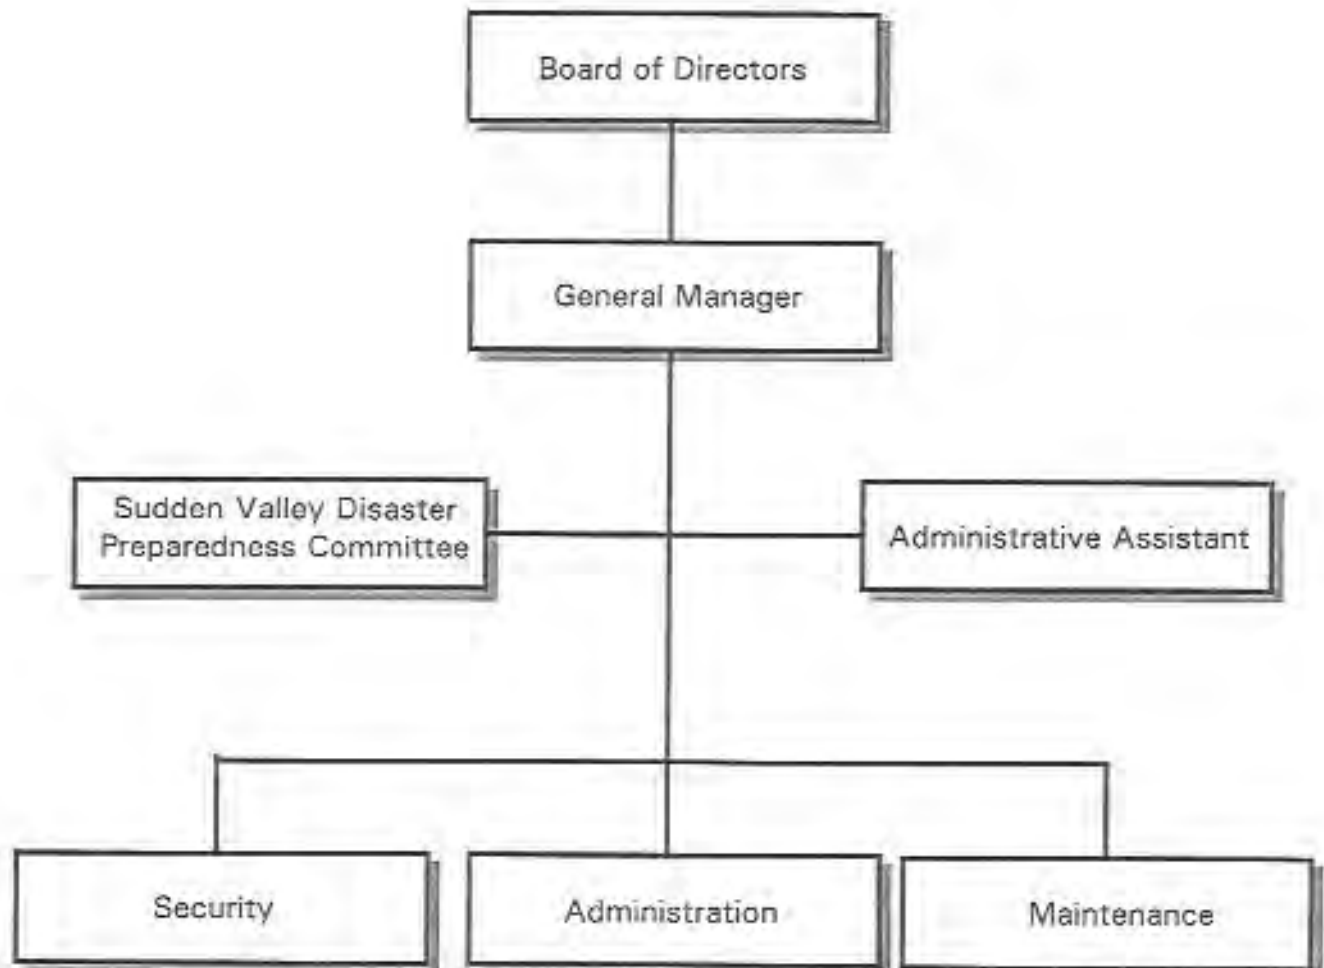 Board of Directors
General Manager
Sudden Valley Disaster
Preparedness Committee
Administrative Assistant
Security
Administration
Maintenance